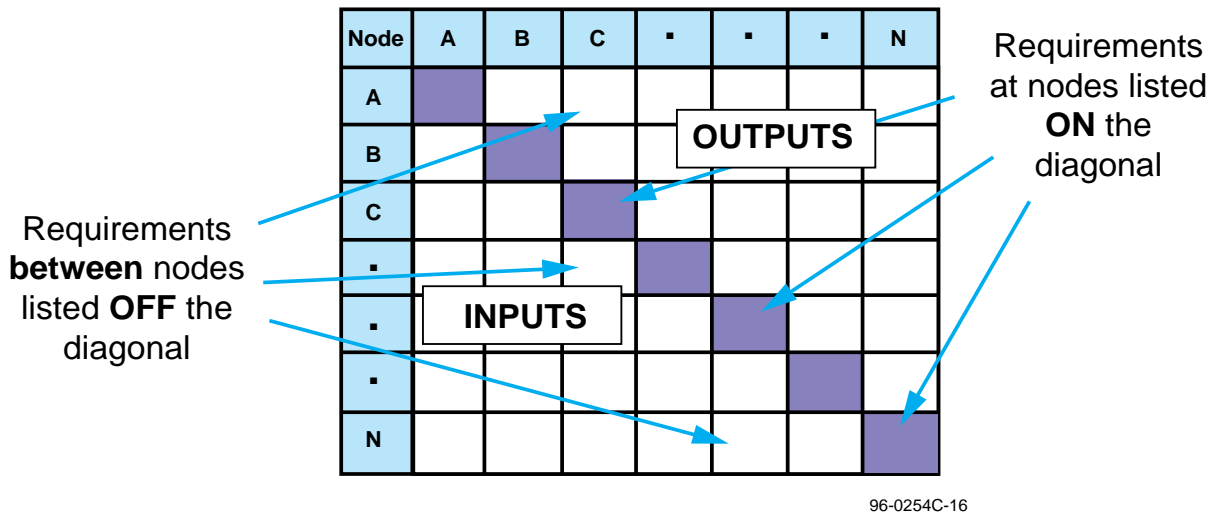 Node A B C ▪ ▪ ▪ N
A
B
C
▪
▪
▪
N
OUTPUTS
INPUTS
Requirements
between nodes
listed OFF the
diagonal
Requirements
at nodes listed
ON the
diagonal
96-0254C-16